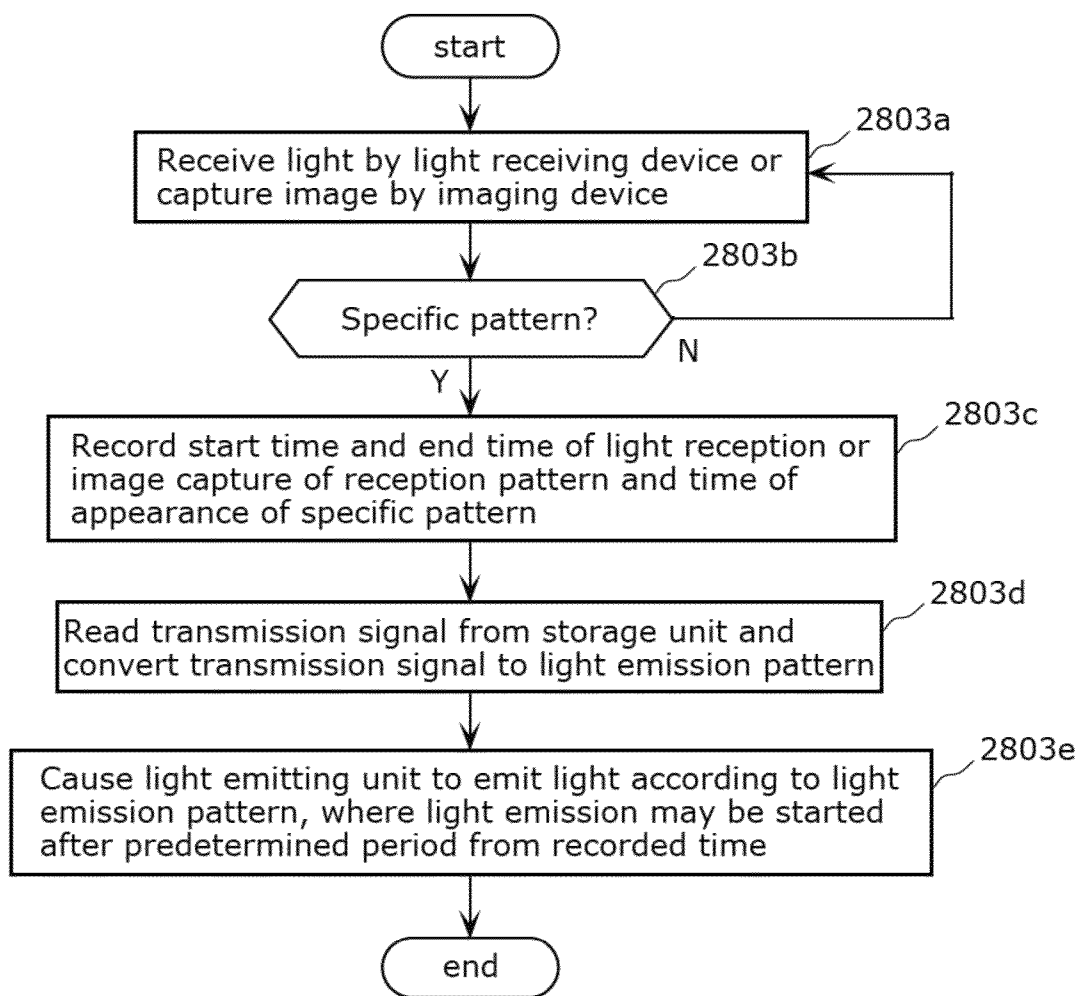 start
2803a
Receive light by light receiving device or
capture image by imaging device
2803b
Specific pattern?
N
Y
2803c
Record start time and end time of light reception or
image capture of reception pattern and time of
appearance of specific pattern
2803d
Read transmission signal from storage unit and
convert transmission signal to light emission pattern
2803e
Cause light emitting unit to emit light according to light
emission pattern, where light emission may be started
after predetermined period from recorded time
end